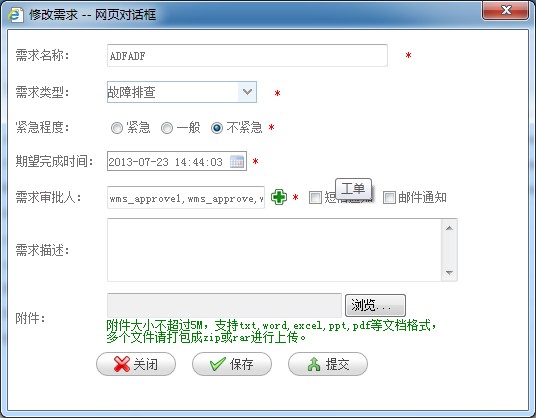 修改需求 -- 网页对话框
需求名称： ADFADF *
需求类型： 故障排查 *
紧急程度： 紧急 一般 不紧急 *
期望完成时间： 2013-07-23 14:44:03 *
工单
需求审批人： wms_approve1,wms_approve,w * 短信通知 邮件通知
需求描述：
附件： 浏览...
附件大小不超过5M，支持txt,word,excel,ppt,pdf等文档格式，
多个文件请打包成zip或rar进行上传。
关闭 保存 提交